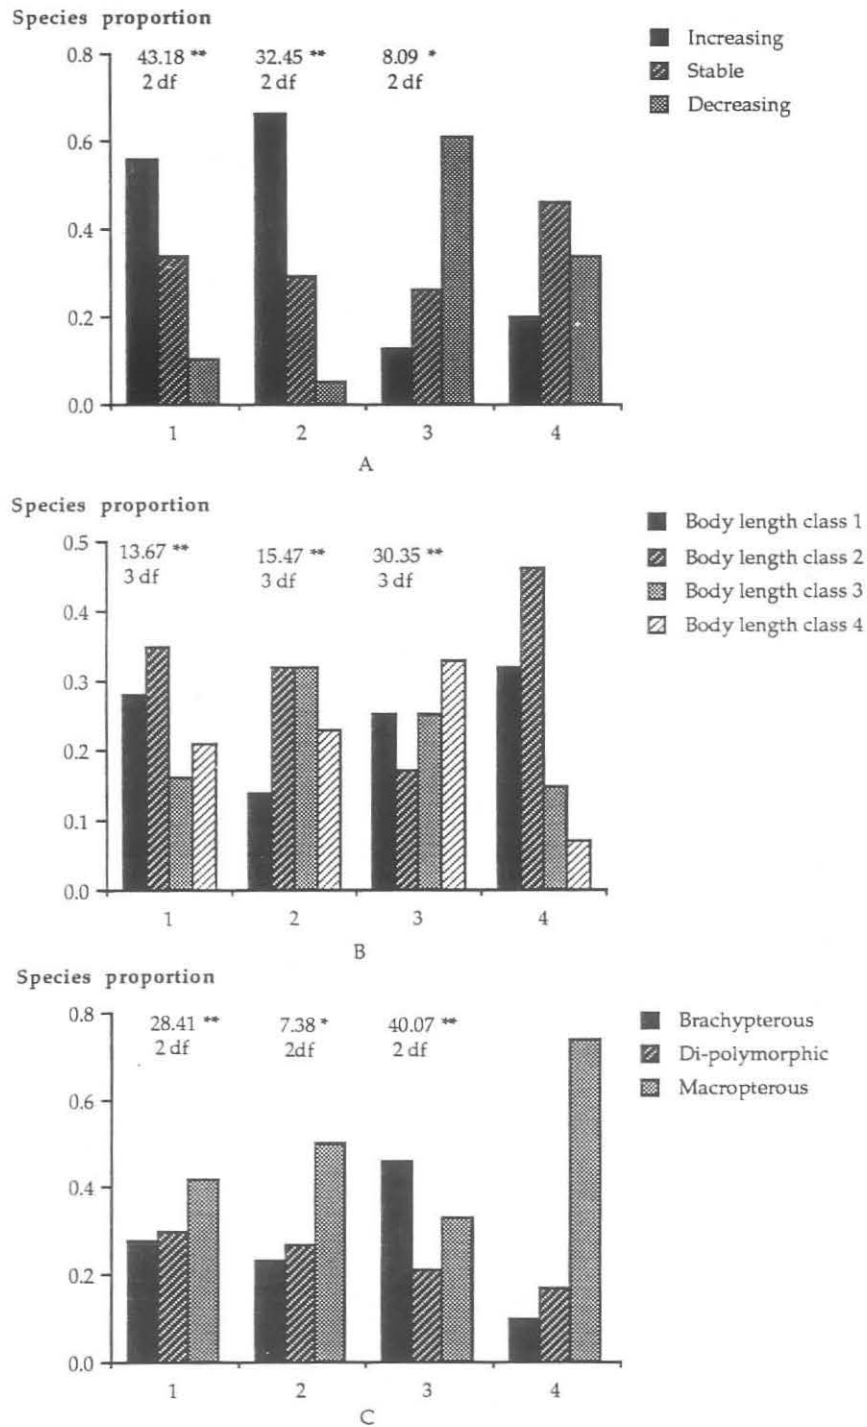 Species proportion
Increasing
Stable
Decreasing
43.18 ** 32.45 ** 8.09 *
2 df 2 df 2 df
0.8
0.6
0.4
0.2
0.0
1 2 3 4
A
Species proportion
Body length class 1
Body length class 2
Body length class 3
Body length class 4
13.67 ** 15.47 ** 30.35 **
3 df 3 df 3 df
0.5
0.4
0.3
0.2
0.1
0.0
1 2 3 4
B
Species proportion
Brachypterous
Di-polymorphic
Macropterous
28.41 ** 7.38 * 40.07 **
2 df 2df 2 df
0.8
0.6
0.4
0.2
0.0
1 2 3 4
C